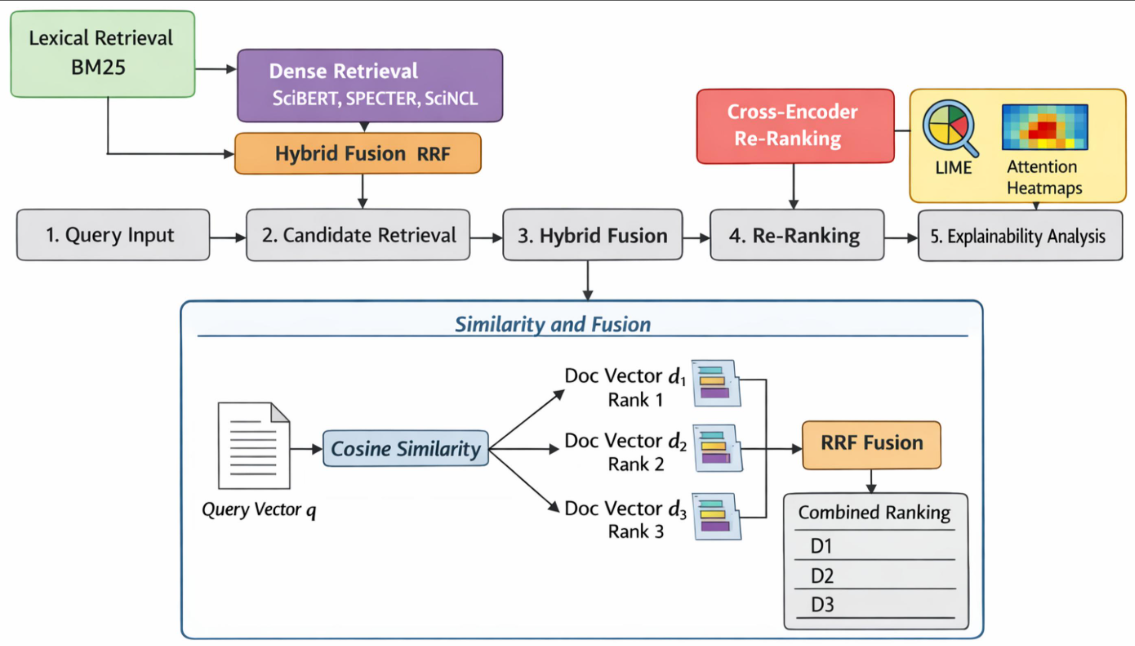 Lexical Retrieval
BM25
Dense Retrieval
SciBERT, SPECTER, SciNCL
Hybrid Fusion RRF
Cross-Encoder
Re-Ranking
LIME
Attention
Heatmaps
1. Query Input
2. Candidate Retrieval
3. Hybrid Fusion
4. Re-Ranking
5. Explainability Analysis
Similarity and Fusion
Query Vector q
Cosine Similarity
Doc Vector d₁
Rank 1
Doc Vector d₂
Rank 2
Doc Vector d₃
Rank 3
RRF Fusion
Combined Ranking
D1
D2
D3